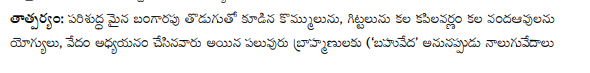 తాత్పర్యం: పరిశుద్ధమైన బంగారపు తొడుగుతో కూడిన కొమ్ములును, గిట్టలును కల కపిలవర్ణం కల వందఆవులను
యోగ్యులు, వేదం అధ్యయనం చేసినవారు అయిన పలువురు బ్రాహ్మణులకు ('బహువేద' అనునప్పుడు నాలుగువేదాలు